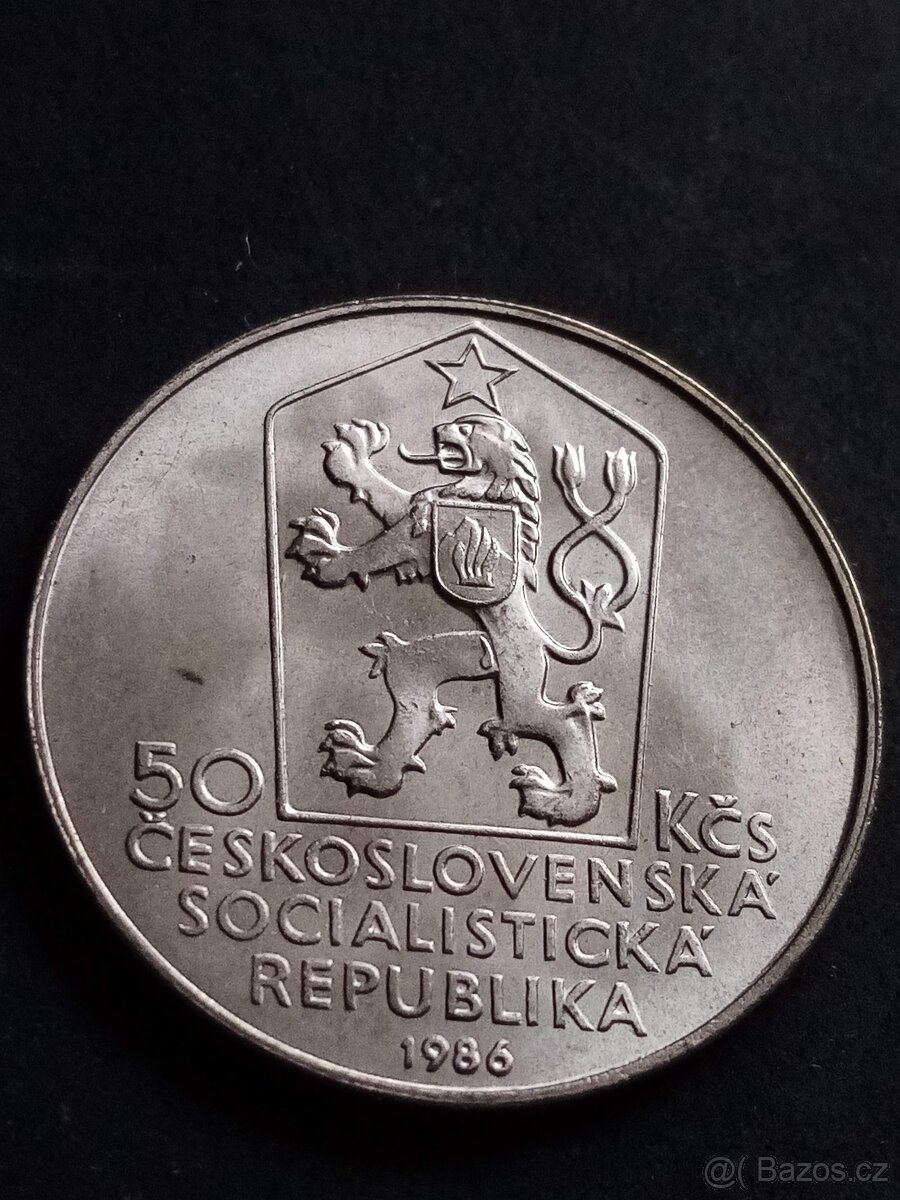 50 Kčs
ČESKOSLOVENSKÁ
SOCIALISTICKÁ
REPUBLIKA
1986
@( Bazos.cz